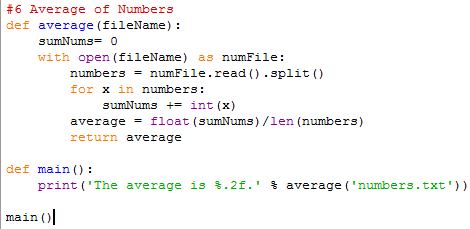 #6 Average of Numbers
def average(fileName):
    sumNums= 0
    with open(fileName) as numFile:
        numbers = numFile.read().split()
        for x in numbers:
            sumNums += int(x)
        average = float(sumNums)/len(numbers)
        return average

def main():
    print('The average is %.2f.' % average('numbers.txt'))

main()